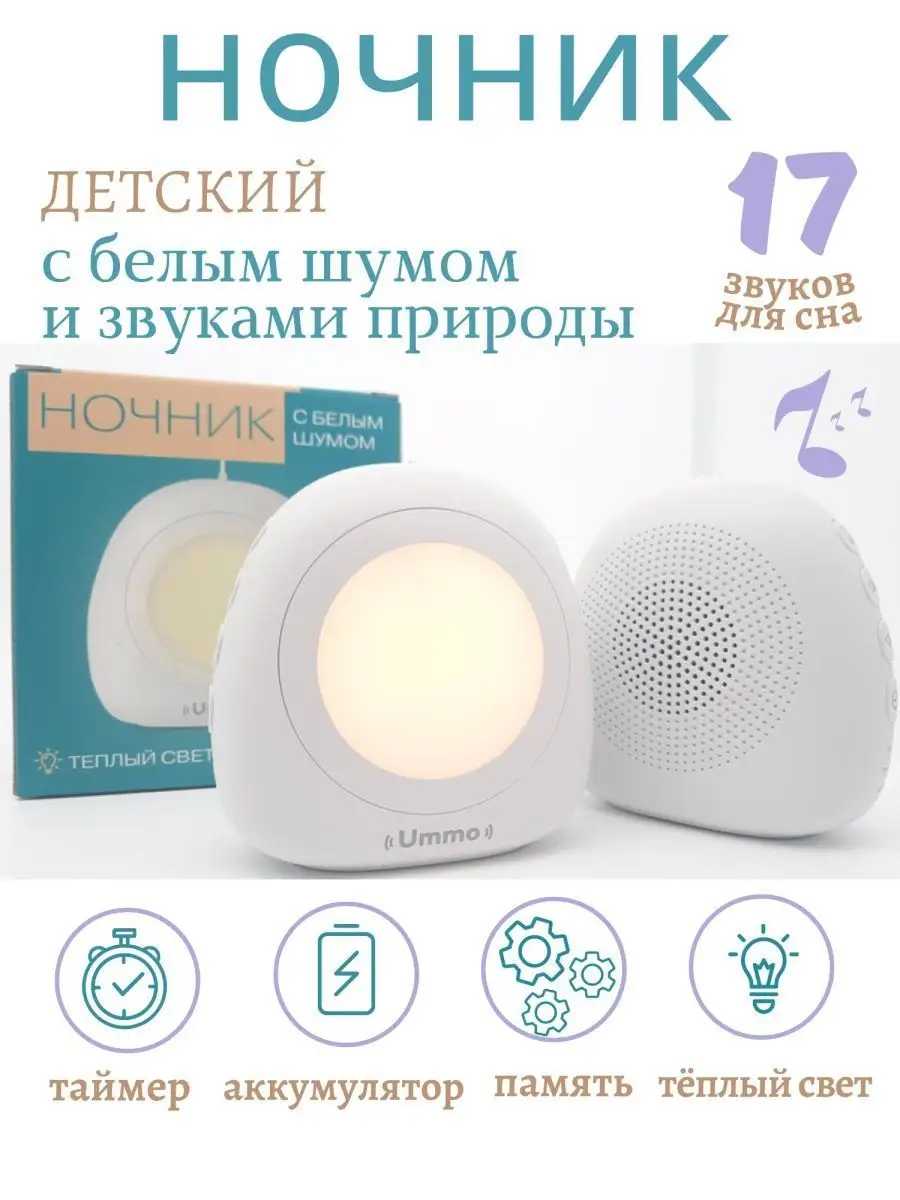 НОЧНИК
ДЕТСКИЙ
с белым шумом
и звуками природы
17
звуков
для сна
НОЧНИК
С БЕЛЫМ
ШУМОМ
ТЕПЛЫЙ СВЕТ
Ummo
таймер
аккумулятор
память
тёплый свет